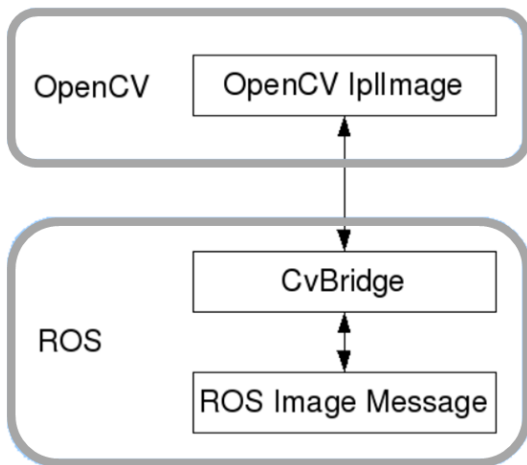 OpenCV
OpenCV IplImage
CvBridge
ROS
ROS Image Message